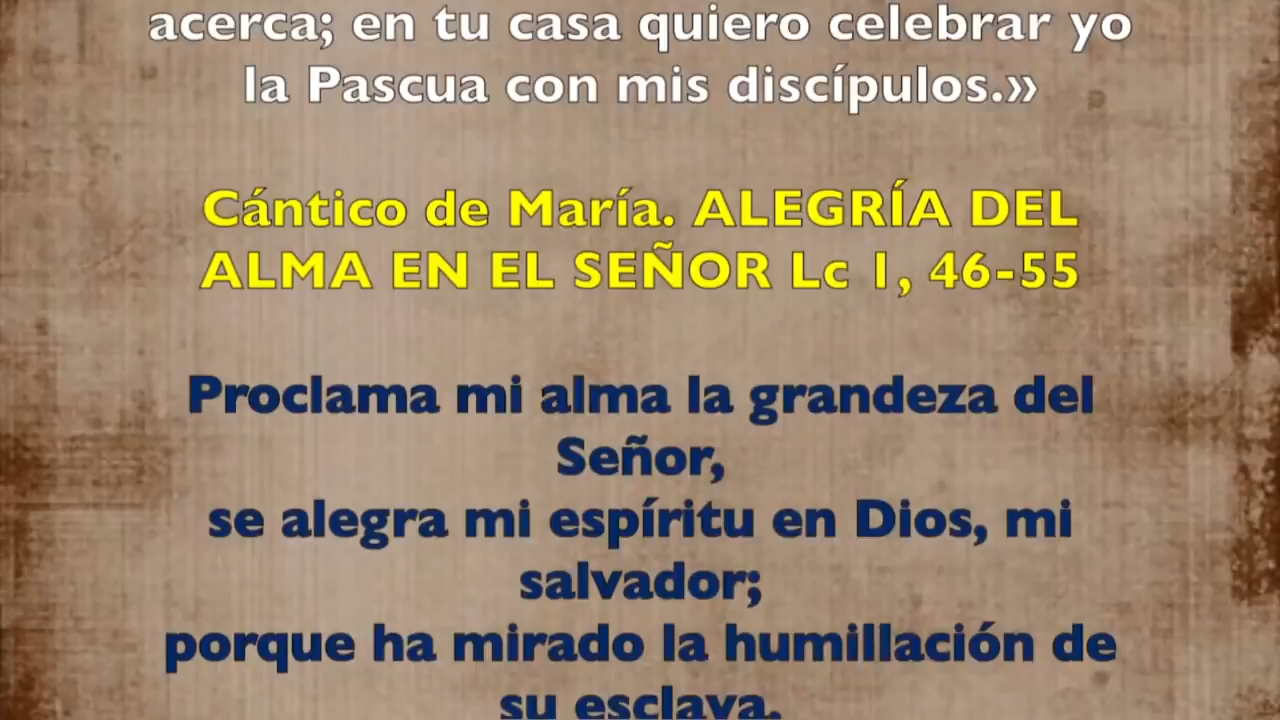 acerca; en tu casa quiero celebrar yo
la Pascua con mis discípulos.»
Cántico de María. ALEGRÍA DEL
ALMA EN EL SEÑOR Lc 1, 46-55
Proclama mi alma la grandeza del
Señor,
se alegra mi espíritu en Dios, mi
salvador;
porque ha mirado la humillación de
su esclava.